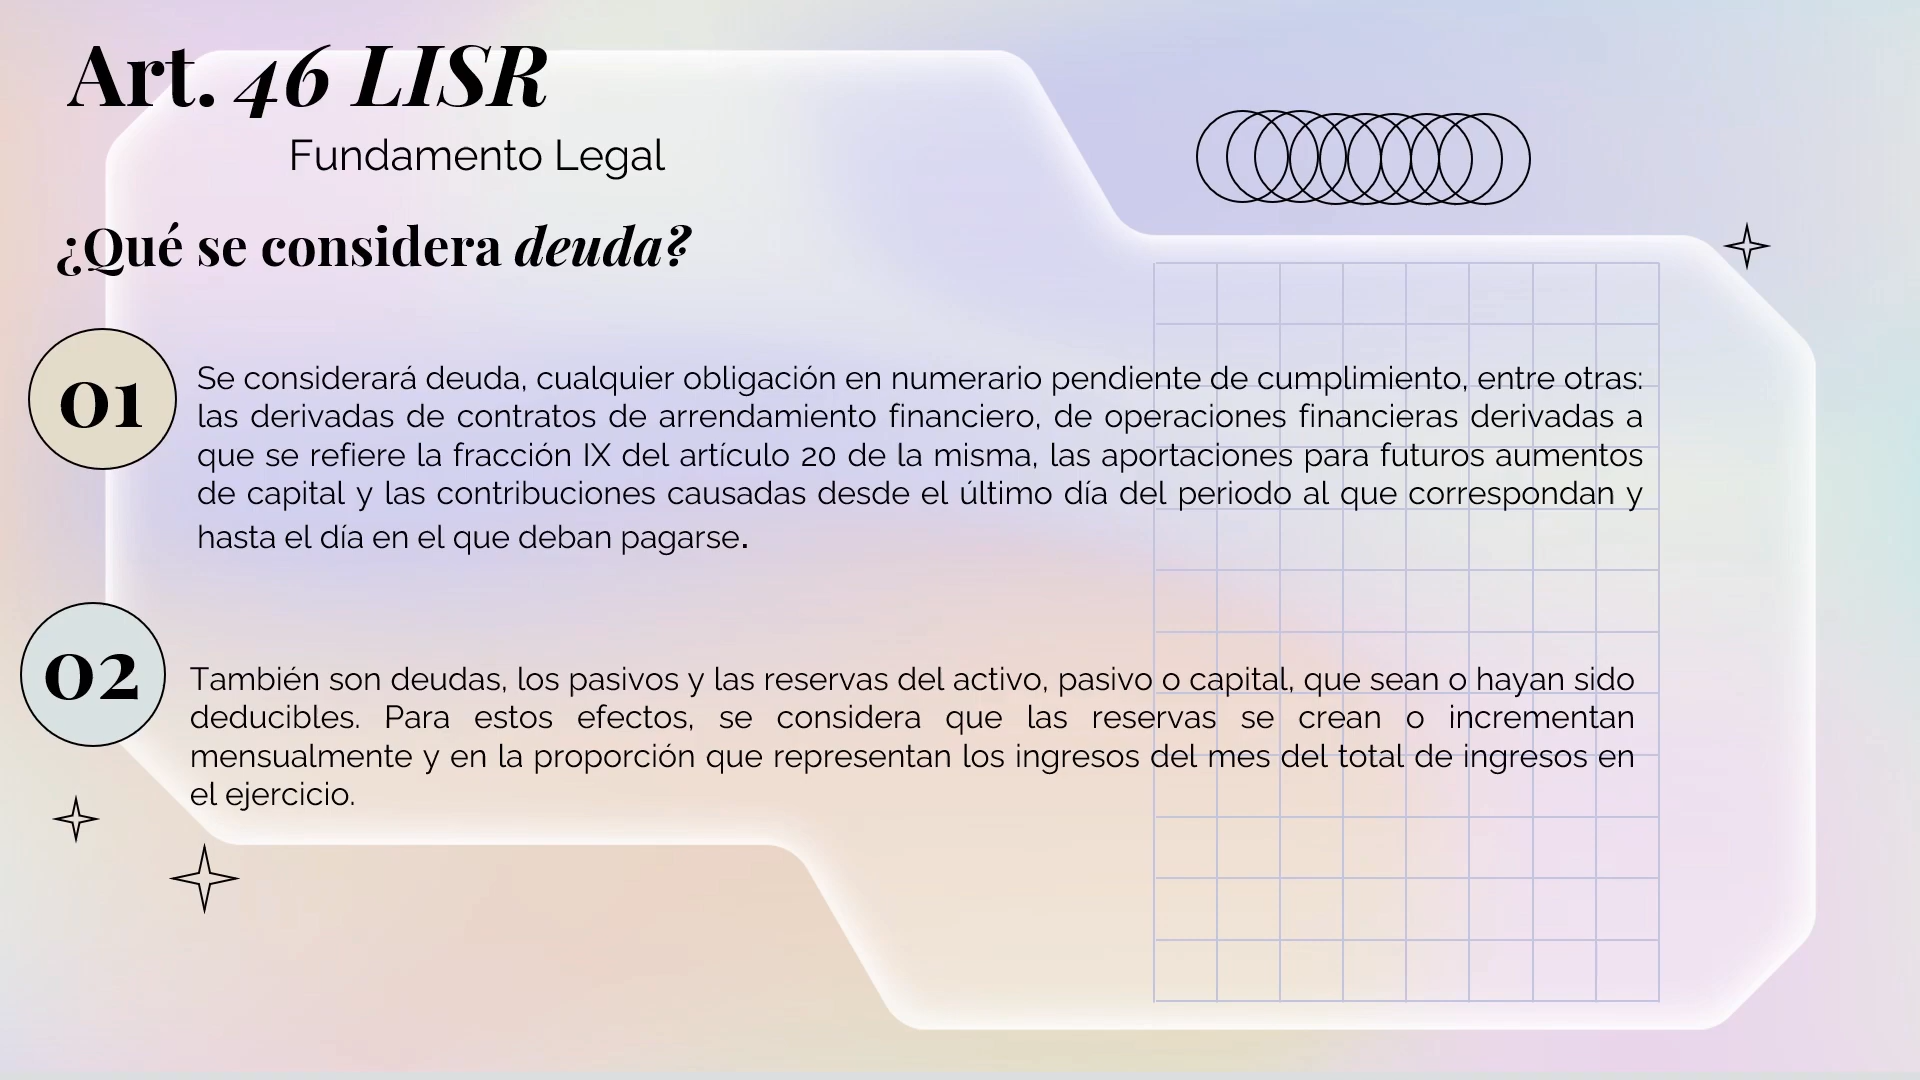 Art. 46 LISR
Fundamento Legal
¿Qué se considera deuda?
01
Se considerará deuda, cualquier obligación en numerario pendiente de cumplimiento, entre otras:
las derivadas de contratos de arrendamiento financiero, de operaciones financieras derivadas a
que se refiere la fracción IX del artículo 20 de la misma, las aportaciones para futuros aumentos
de capital y las contribuciones causadas desde el último día del periodo al que correspondan y
hasta el día en el que deban pagarse.
02
También son deudas, los pasivos y las reservas del activo, pasivo o capital, que sean o hayan sido
deducibles. Para estos efectos, se considera que las reservas se crean o incrementan
mensualmente y en la proporción que representan los ingresos del mes del total de ingresos en
el ejercicio.